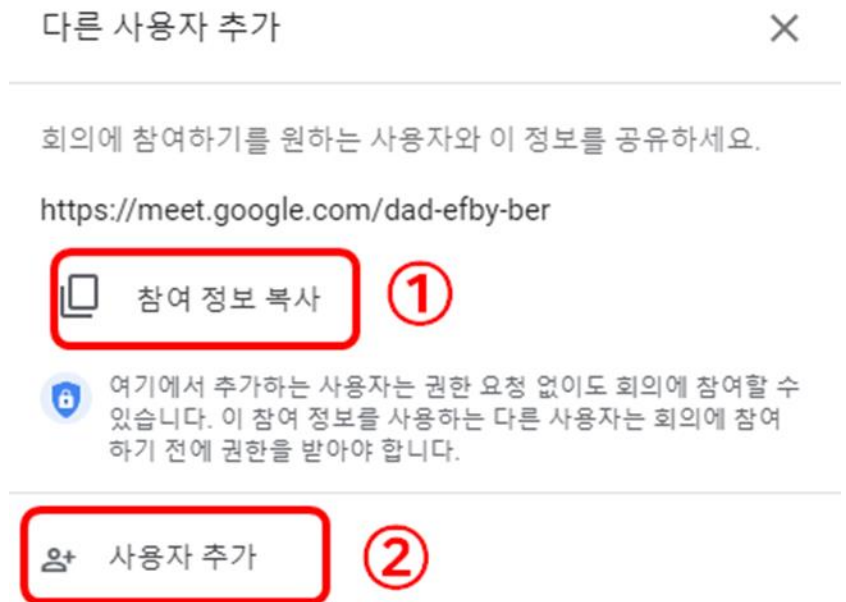 다른 사용자 추가
회의에 참여하기를 원하는 사용자와 이 정보를 공유하세요.
https://meet.google.com/dad-efby-ber
참여 정보 복사 ①
여기에서 추가하는 사용자는 권한 요청 없이도 회의에 참여할 수
있습니다. 이 참여 정보를 사용하는 다른 사용자는 회의에 참여
하기 전에 권한을 받아야 합니다.
사용자 추가 ②